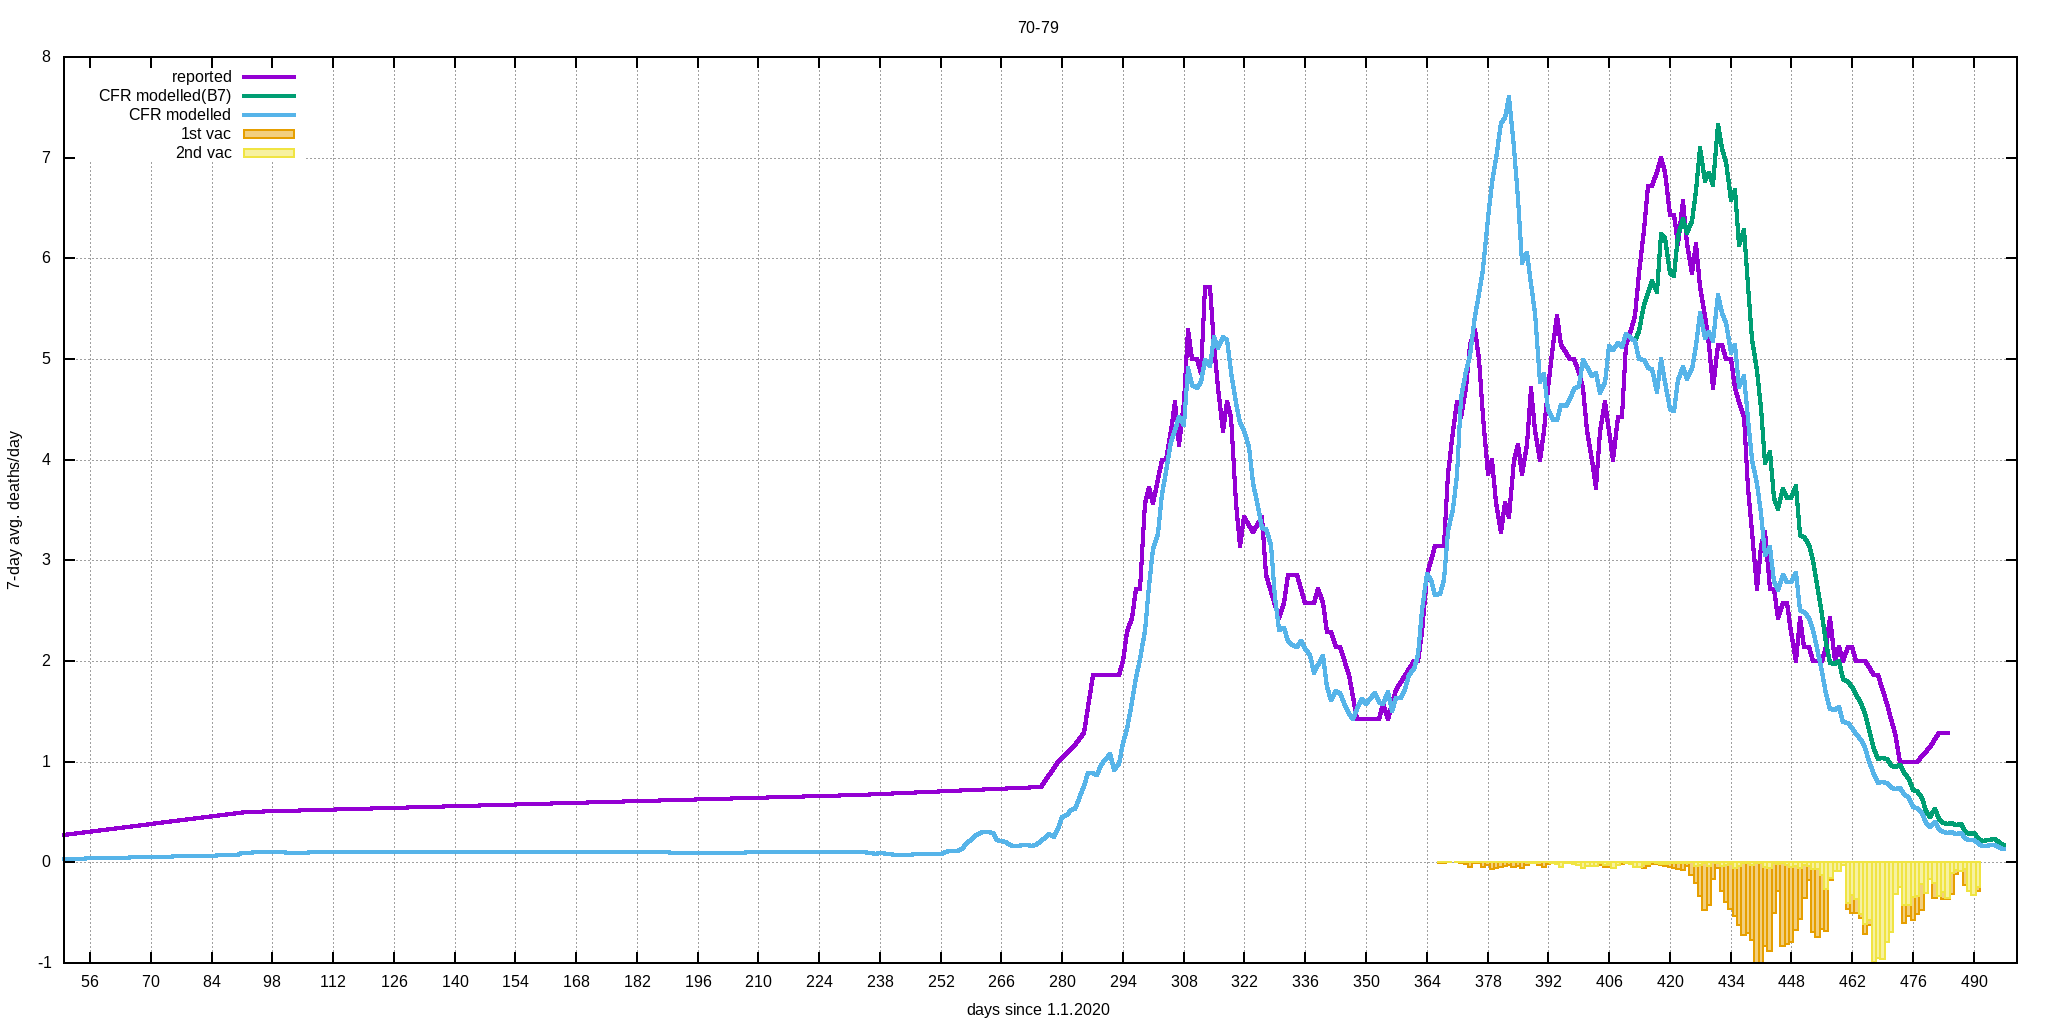 70-79
reported
CFR modelled(B7)
CFR modelled
1st vac
2nd vac
8
7
6
5
4
3
2
1
0
-1
7-day avg. deaths/day
56 70 84 98 112 126 140 154 168 182 196 210 224 238 252 266 280 294 308 322 336 350 364 378 392 406 420 434 448 462 476 490
days since 1.1.2020